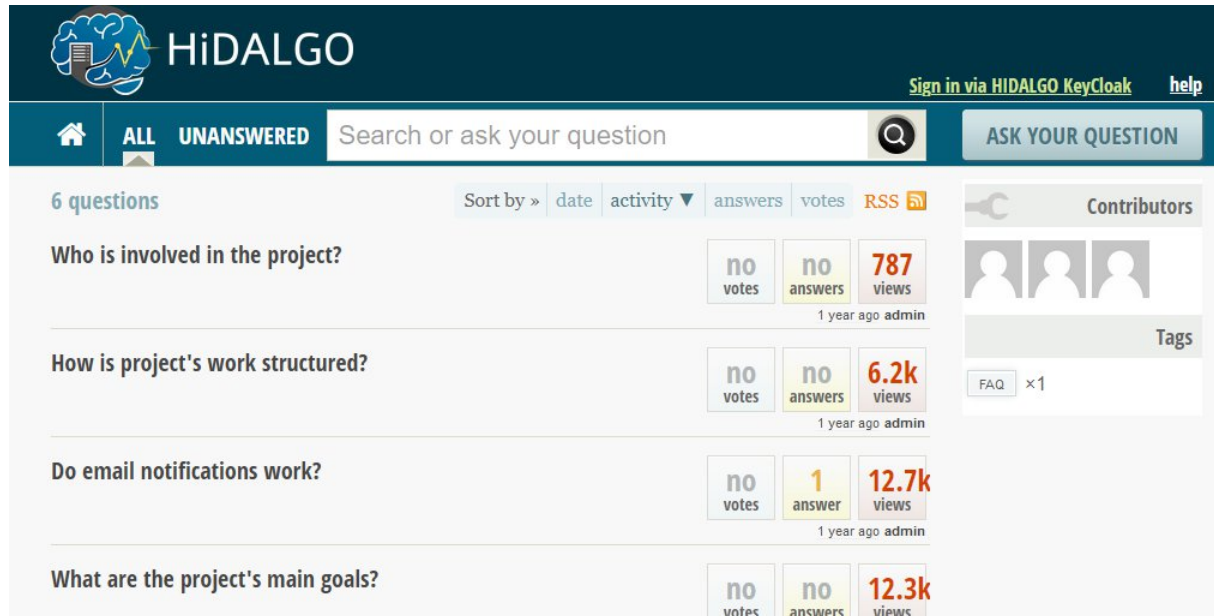 HiDALGO
Sign in via HIDALGO KeyCloak help
ALL UNANSWERED Search or ask your question ASK YOUR QUESTION
6 questions Sort by » date activity ▼ answers votes RSS
Contributors
Who is involved in the project?
no votes no answers 787 views
1 year ago admin
Tags
How is project's work structured?
no votes no answers 6.2k views
1 year ago admin
FAQ ×1
Do email notifications work?
no votes 1 answer 12.7k views
1 year ago admin
What are the project's main goals?
no votes no answers 12.3k views